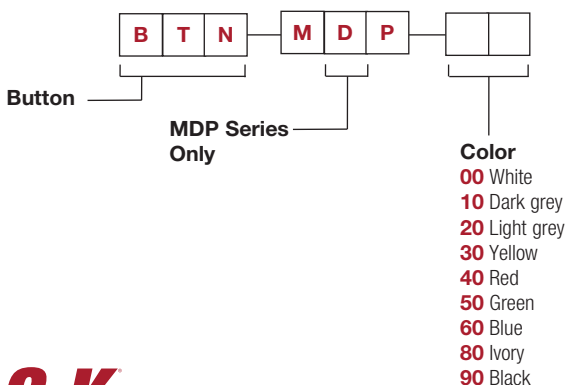 B T N M D P
Button
MDP Series
Only
Color
00 White
10 Dark grey
20 Light grey
30 Yellow
40 Red
50 Green
60 Blue
80 Ivory
90 Black